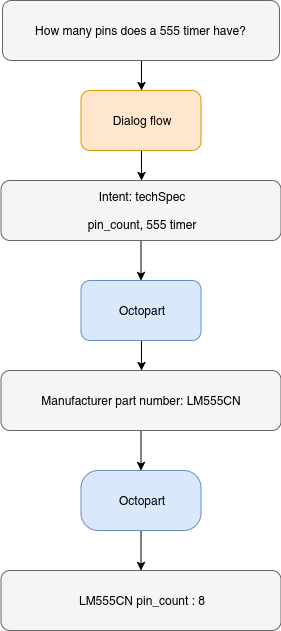 How many pins does a 555 timer have?
Dialog flow
Intent: techSpec
pin_count, 555 timer
Octopart
Manufacturer part number: LM555CN
Octopart
LM555CN pin_count : 8